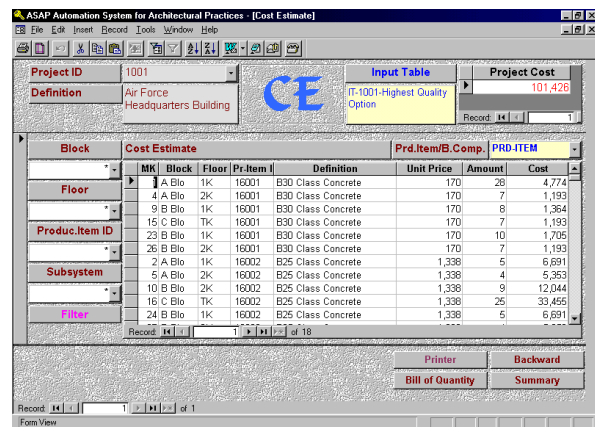 ASAP Automation System for Architectural Practices - [Cost Estimate]
File Edit Insert Record Tools Window Help
Project ID 1001 Input Table Project Cost
Definition Air Force Headquarters Building CE IT-1001-Highest Quality Option 101,426
Record: 1
Block Cost Estimate Prd.Item/B.Comp. PRD-ITEM
* MK Block Floor Pr-Item I Definition Unit Price Amount Cost
1 A Blo 1K 16001 B30 Class Concrete 170 28 4,774
Floor 4 A Blo 2K 16001 B30 Class Concrete 170 7 1,193
* 9 B Blo 1K 16001 B30 Class Concrete 170 8 1,364
15 C Blo TK 16001 B30 Class Concrete 170 7 1,193
Produc.Item ID 23 B Blo 1K 16001 B30 Class Concrete 170 10 1,705
* 26 B Blo 2K 16001 B30 Class Concrete 170 7 1,193
2 A Blo 1K 16002 B25 Class Concrete 1,338 5 6,691
Subsystem 5 A Blo 2K 16002 B25 Class Concrete 1,338 4 5,353
* 10 B Blo 1K 16002 B25 Class Concrete 1,338 9 12,044
16 C Blo TK 16002 B25 Class Concrete 1,338 25 33,455
Filter 24 B Blo 1K 16002 B25 Class Concrete 1,338 5 6,691
Record: 1 of 18
Printer Backward
Bill of Quantity Summary
Record: 1 of 1
Form View